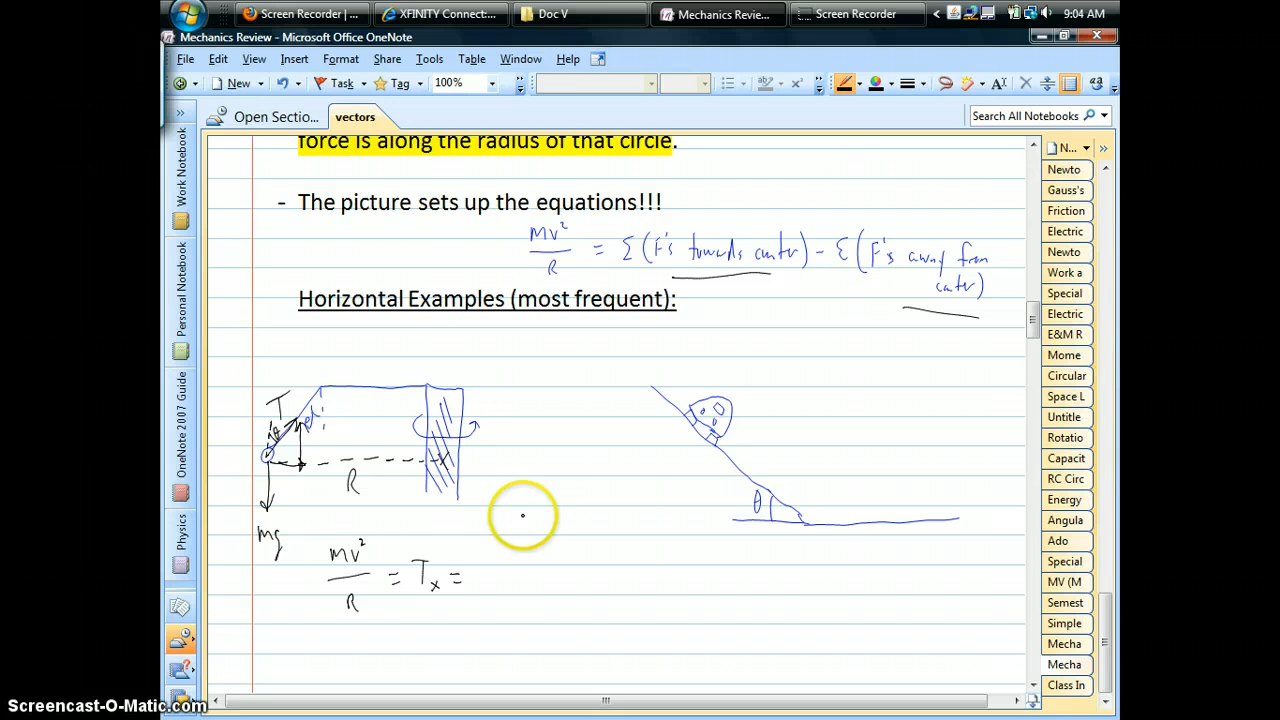 Screen Recorder | ...
XFINITY Connect:...
Doc V
Mechanics Review...
Screen Recorder
9:04 AM
Mechanics Review - Microsoft Office OneNote
File Edit View Insert Format Share Tools Table Window Help
New Task Tag 100%
Open Sectio... vectors Search All Notebooks
force is along the radius of that circle.
- The picture sets up the equations!!!
mv²
R
= Σ (F's towards center) - Σ (F's away from
center)
Horizontal Examples (most frequent):
T
θ
R
mg
θ
mv²
R
= Tx =
Work Notebook
Personal Notebook
OneNote 2007 Guide
Physics
N...
Newto
Gauss's
Friction
Electric
Newto
Work a
Special
Electric
E&M R
Mome
Circular
Space L
Untitle
Rotatio
Capacit
RC Circ
Energy
Angula
Ado
Special
MV (M
Semest
Simple
Mecha
Mecha
Class In
Screencast-O-Matic.com